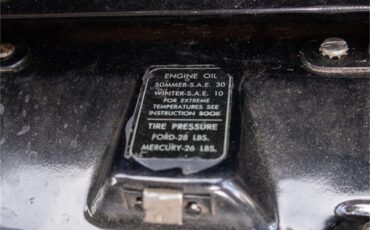 ENGINE OIL
SUMMER-S.A.E. 30
WINTER-S.A.E. 10
FOR EXTREME
TEMPERATURES SEE
INSTRUCTION BOOK
TIRE PRESSURE
FORD-28 LBS.
MERCURY-26 LBS.